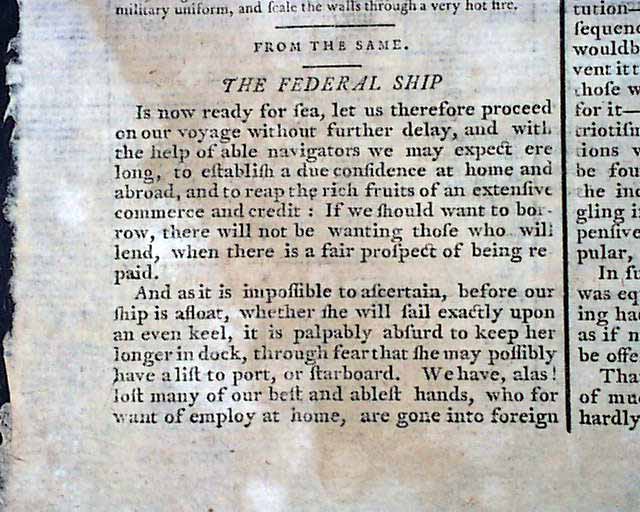 military uniform, and ſcale the walls through a very hot fire.
FROM THE SAME.
THE FEDERAL SHIP
Is now ready for ſea, let us therefore proceed
on our voyage without further delay, and with
the help of able navigators we may expect ere
long, to eſtabliſh a due confidence at home and
abroad, and to reap the rich fruits of an extenſive
commerce and credit : If we ſhould want to bor-
row, there will not be wanting thoſe who will
lend, when there is a fair proſpect of being re
paid.
And as it is impoſſible to aſcertain, before our
ſhip is afloat, whether ſhe will ſail exactly upon
an even keel, it is palpably abſurd to keep her
longer in dock, through fear that ſhe may poſſibly
have a liſt to port, or ſtarboard. We have, alas!
loſt many of our beſt and ableſt hands, who for
want of employ at home, are gone into foreign
tution—
ſequenc
wouldb
vent it t
thoſe w
for it—
tions w
be fou
the inc
gling i
penſive
pular,
In ſu
was equ
ing had
as if n
be offe
Tha
of muc
hardly